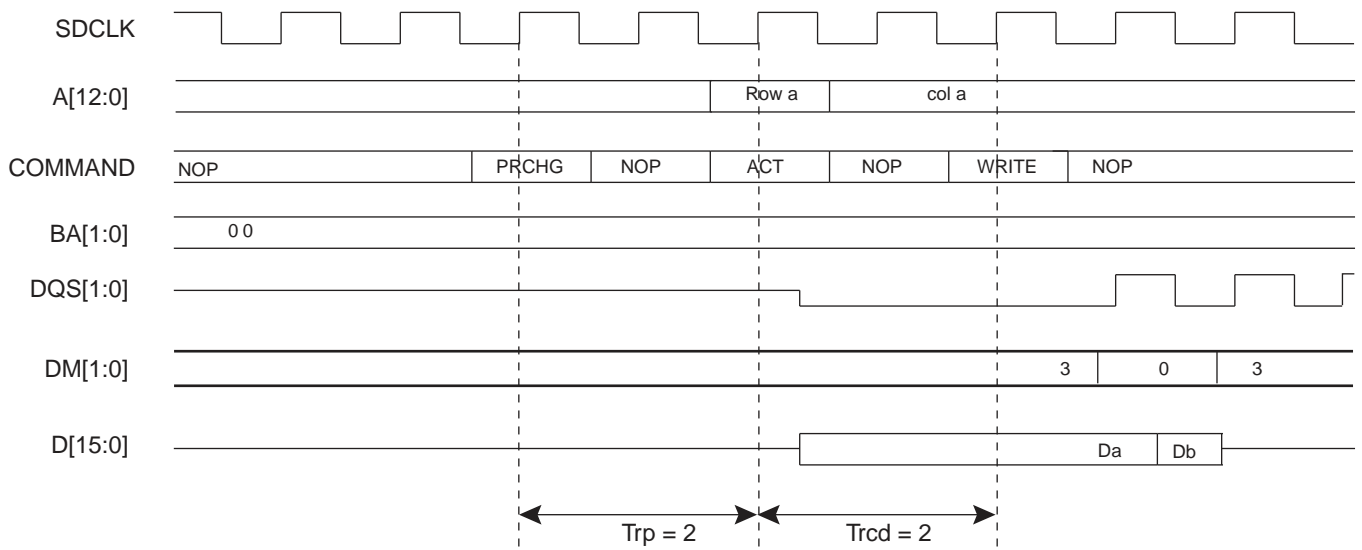 SDCLK
A[12:0] Row a col a
COMMAND NOP PRCHG NOP ACT NOP WRITE NOP
BA[1:0] 0 0
DQS[1:0]
DM[1:0] 3 0 3
D[15:0] Da Db
Trp = 2 Trcd = 2